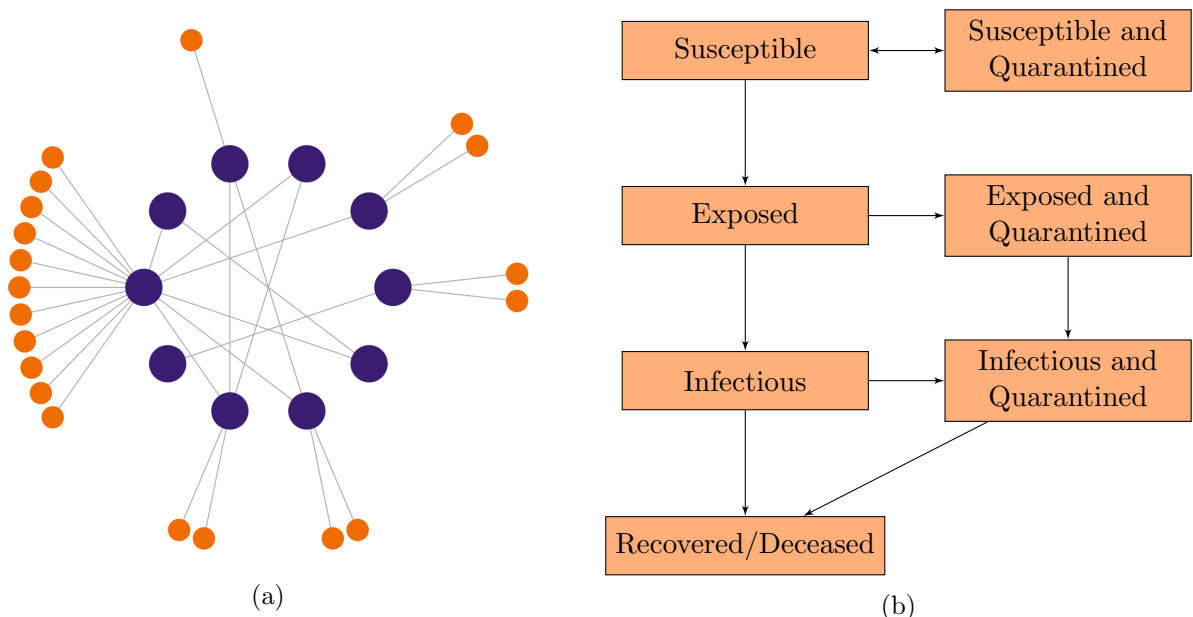 Susceptible
Susceptible and
Quarantined
Exposed
Exposed and
Quarantined
Infectious
Infectious and
Quarantined
Recovered/Deceased
(a)
(b)